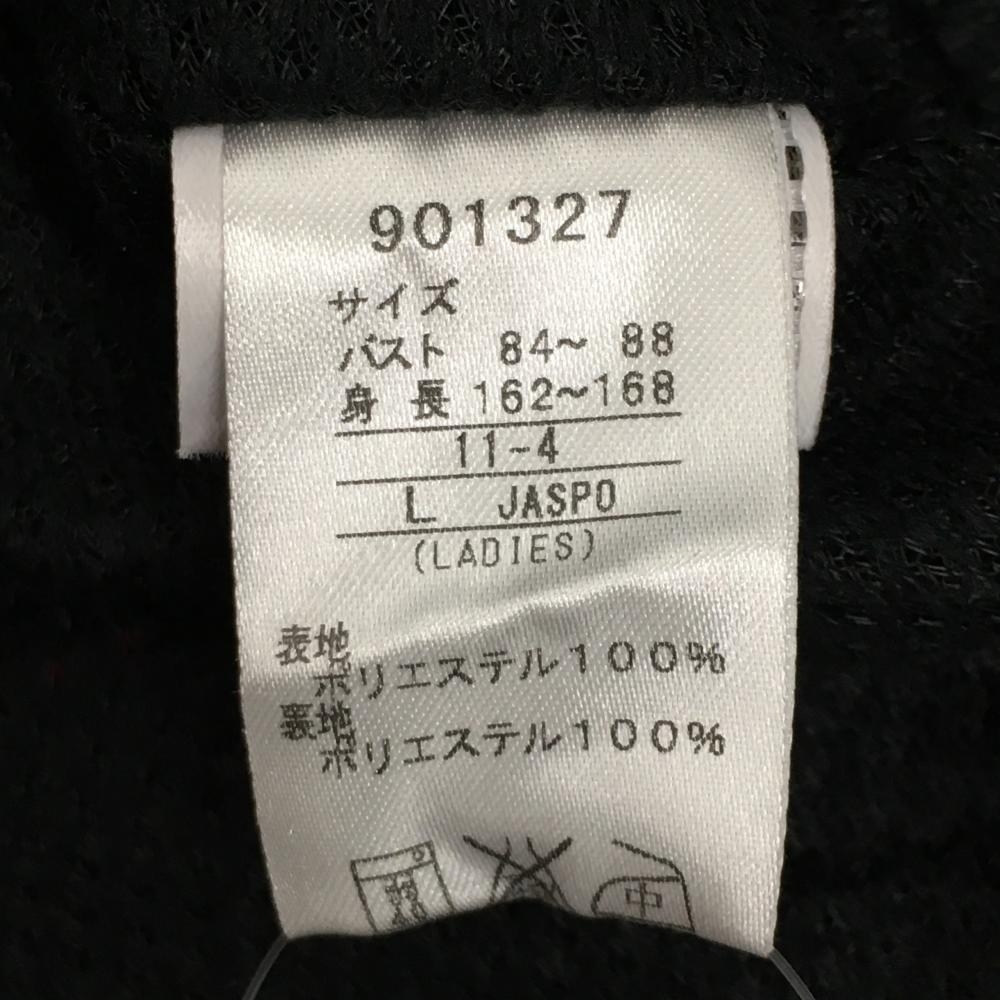 901327
サイズ
バスト 84～ 88
身長 162～168
11-4
L JASPO
(LADIES)
表地
ポリエステル100%
裏地
ポリエステル100%
中